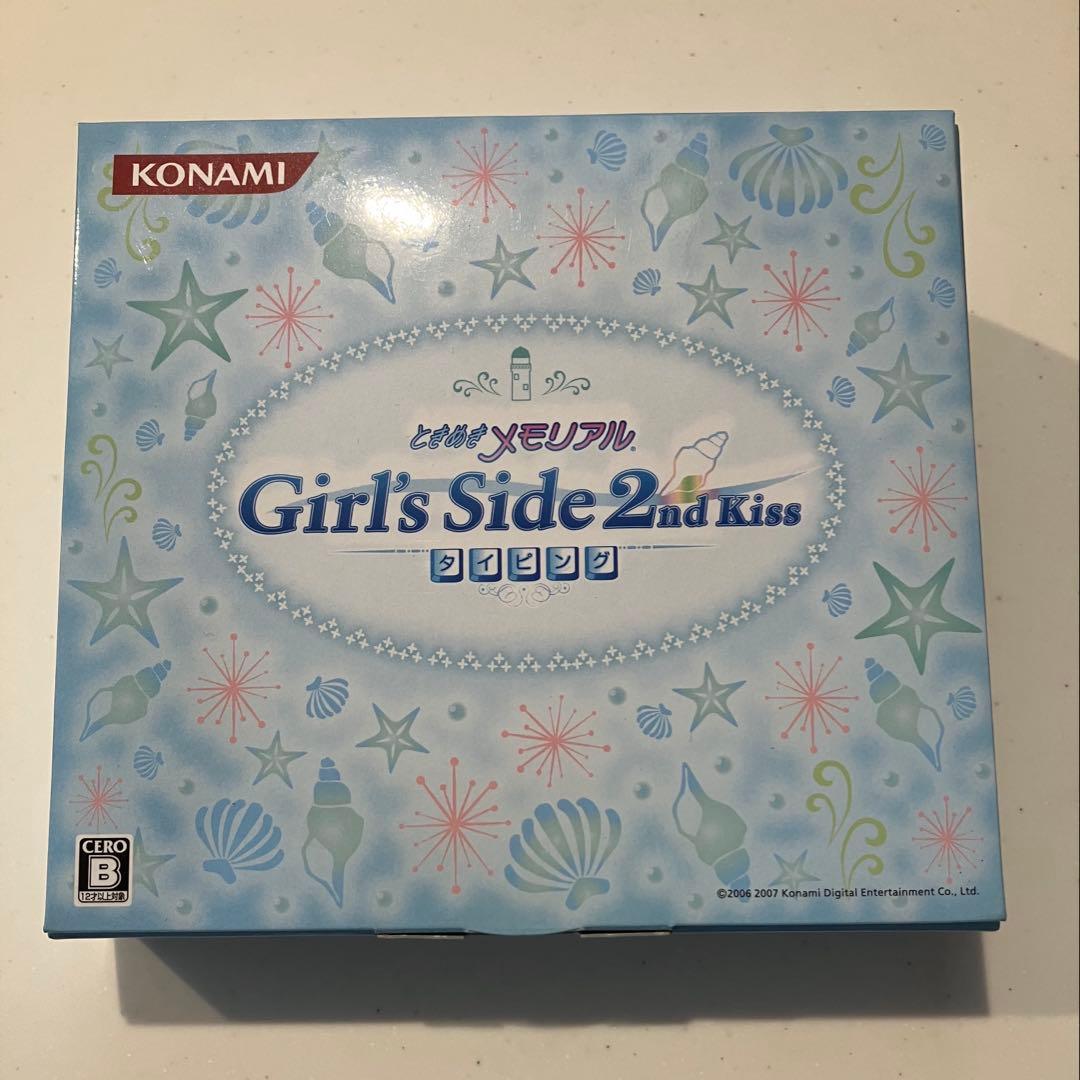 KONAMI
ときめきメモリアル®
Girl's Side 2nd Kiss
タイピング
CERO
B
12才以上対象
©2006 2007 Konami Digital Entertainment Co., Ltd.